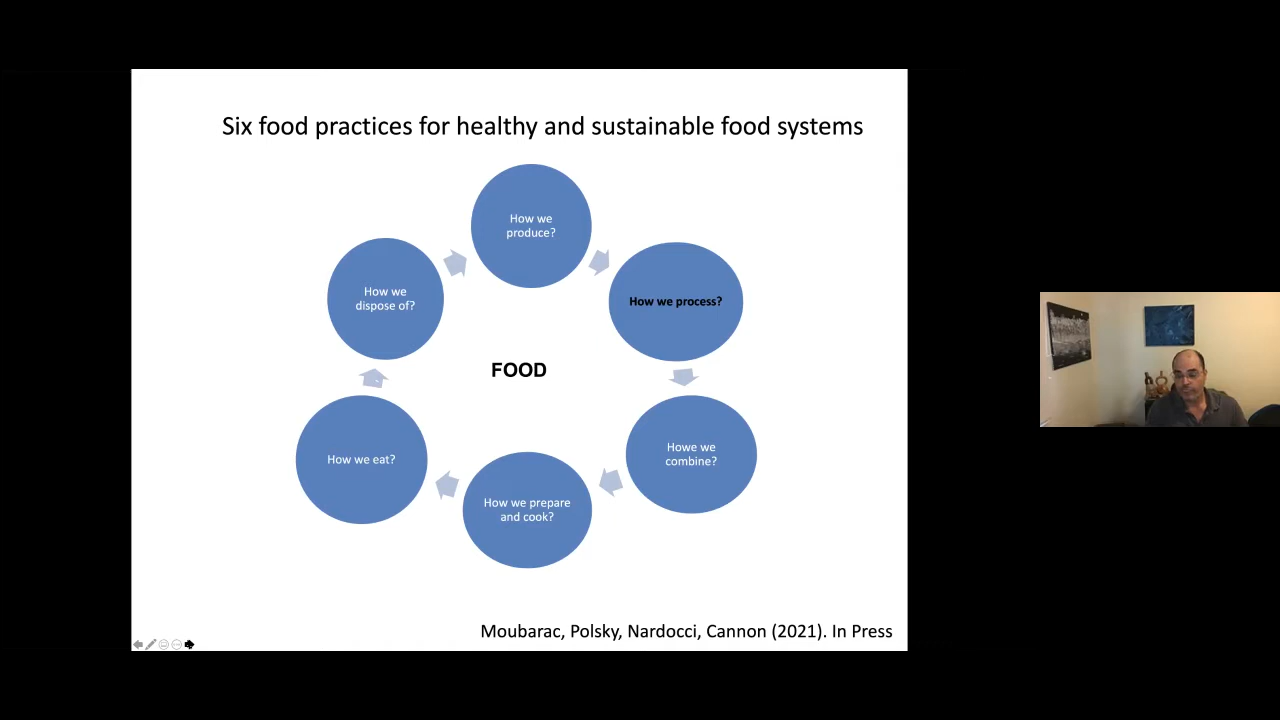 Six food practices for healthy and sustainable food systems
How we
produce?
How we process?
Howe we
combine?
How we prepare
and cook?
How we eat?
How we
dispose of?
FOOD
Moubarac, Polsky, Nardocci, Cannon (2021). In Press